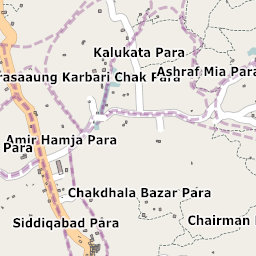 Kalukata Para
rasaaung Karbari Chak Para
Ashraf Mia Para
Amir Hamja Para
Para
Chakdhala Bazar Para
Siddiqabad Para
Chairman